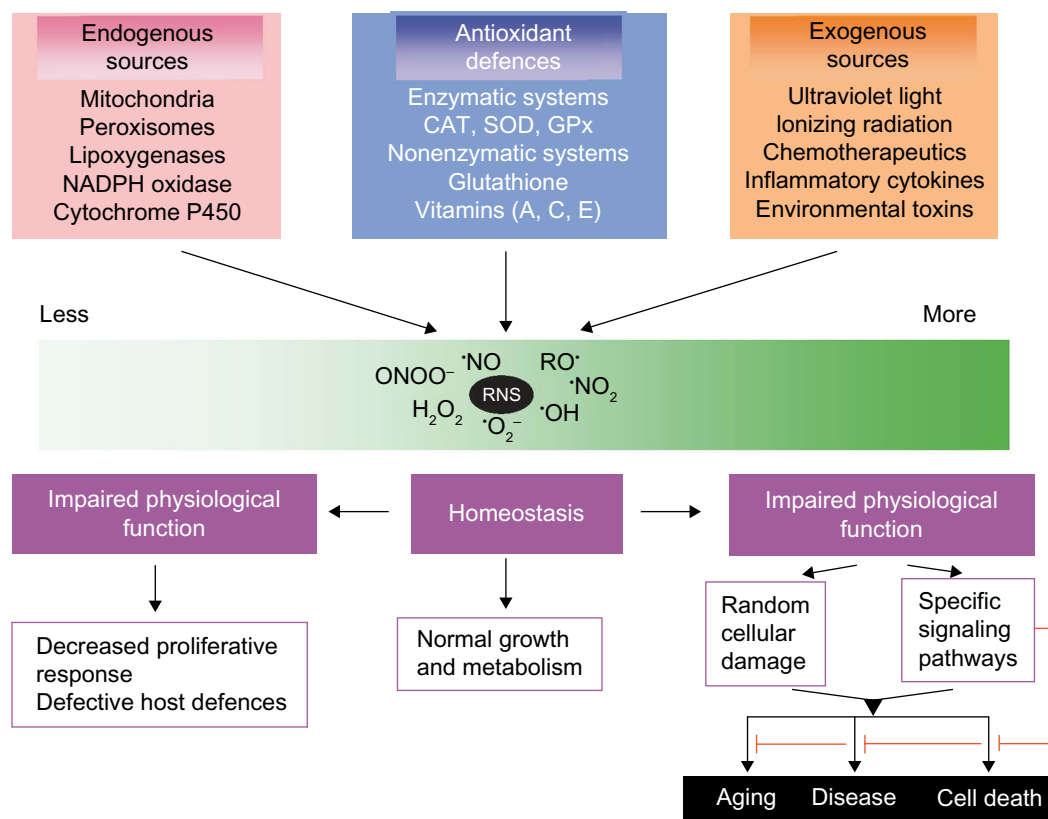 Endogenous
sources
Mitochondria
Peroxisomes
Lipoxygenases
NADPH oxidase
Cytochrome P450
Antioxidant
defences
Enzymatic systems
CAT, SOD, GPx
Nonenzymatic systems
Glutathione
Vitamins (A, C, E)
Exogenous
sources
Ultraviolet light
Ionizing radiation
Chemotherapeutics
Inflammatory cytokines
Environmental toxins
Less
More
ONOO⁻
•NO
RO•
•NO₂
RNS
H₂O₂
•OH
•O₂⁻
Impaired physiological
function
Homeostasis
Impaired physiological
function
Decreased proliferative
response
Defective host defences
Normal growth
and metabolism
Random
cellular
damage
Specific
signaling
pathways
Aging
Disease
Cell death